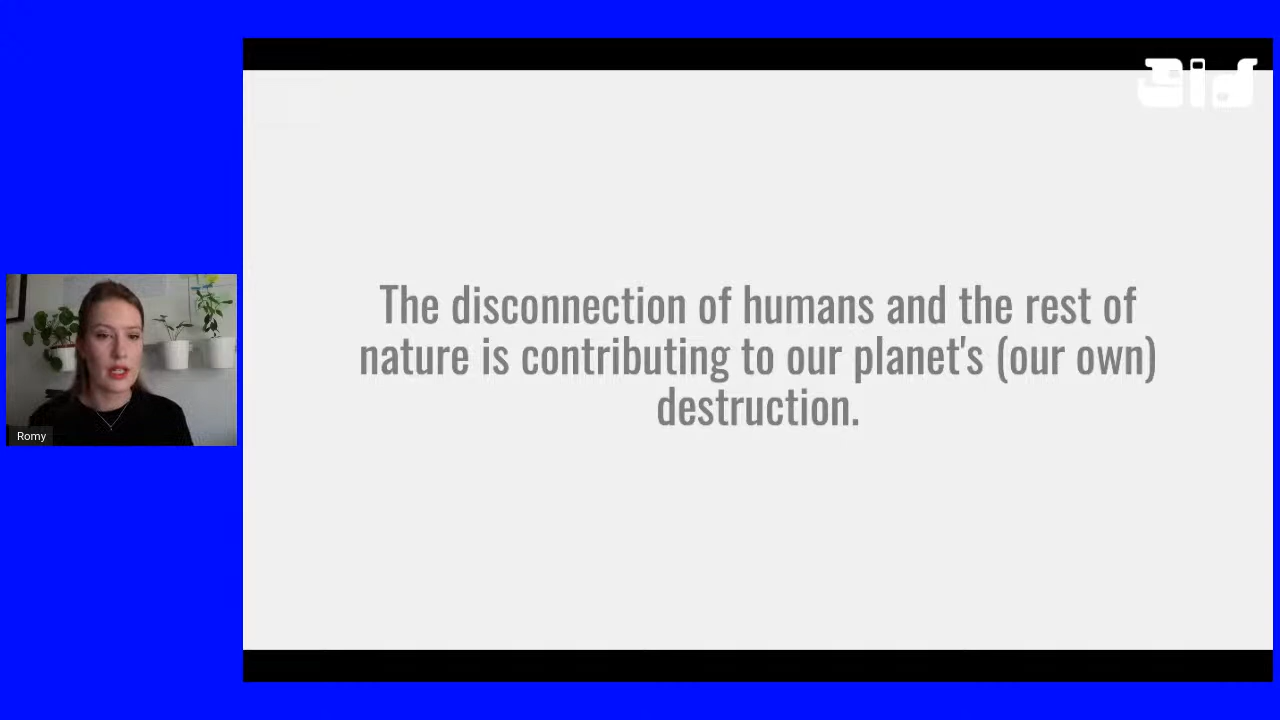 The disconnection of humans and the rest of
nature is contributing to our planet's (our own)
destruction.
Romy